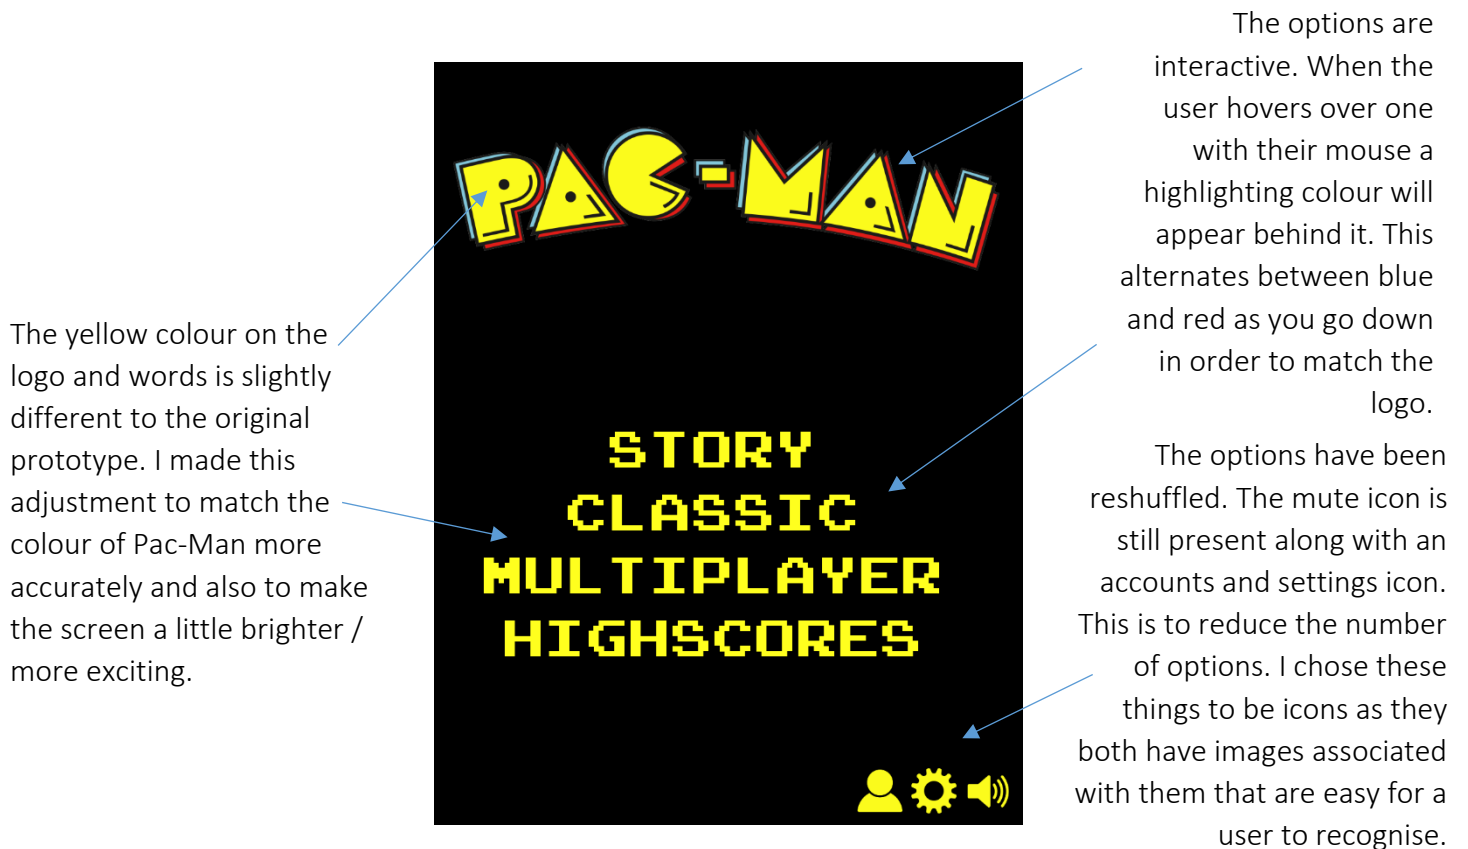 The options are
interactive. When the
user hovers over one
with their mouse a
highlighting colour will
appear behind it. This
alternates between blue
and red as you go down
in order to match the
logo.
PAC-MAN
The yellow colour on the
logo and words is slightly
different to the original
prototype. I made this
adjustment to match the
colour of Pac-Man more
accurately and also to make
the screen a little brighter /
more exciting.
STORY
CLASSIC
MULTIPLAYER
HIGHSCORES
The options have been
reshuffled. The mute icon is
still present along with an
accounts and settings icon.
This is to reduce the number
of options. I chose these
things to be icons as they
both have images associated
with them that are easy for a
user to recognise.